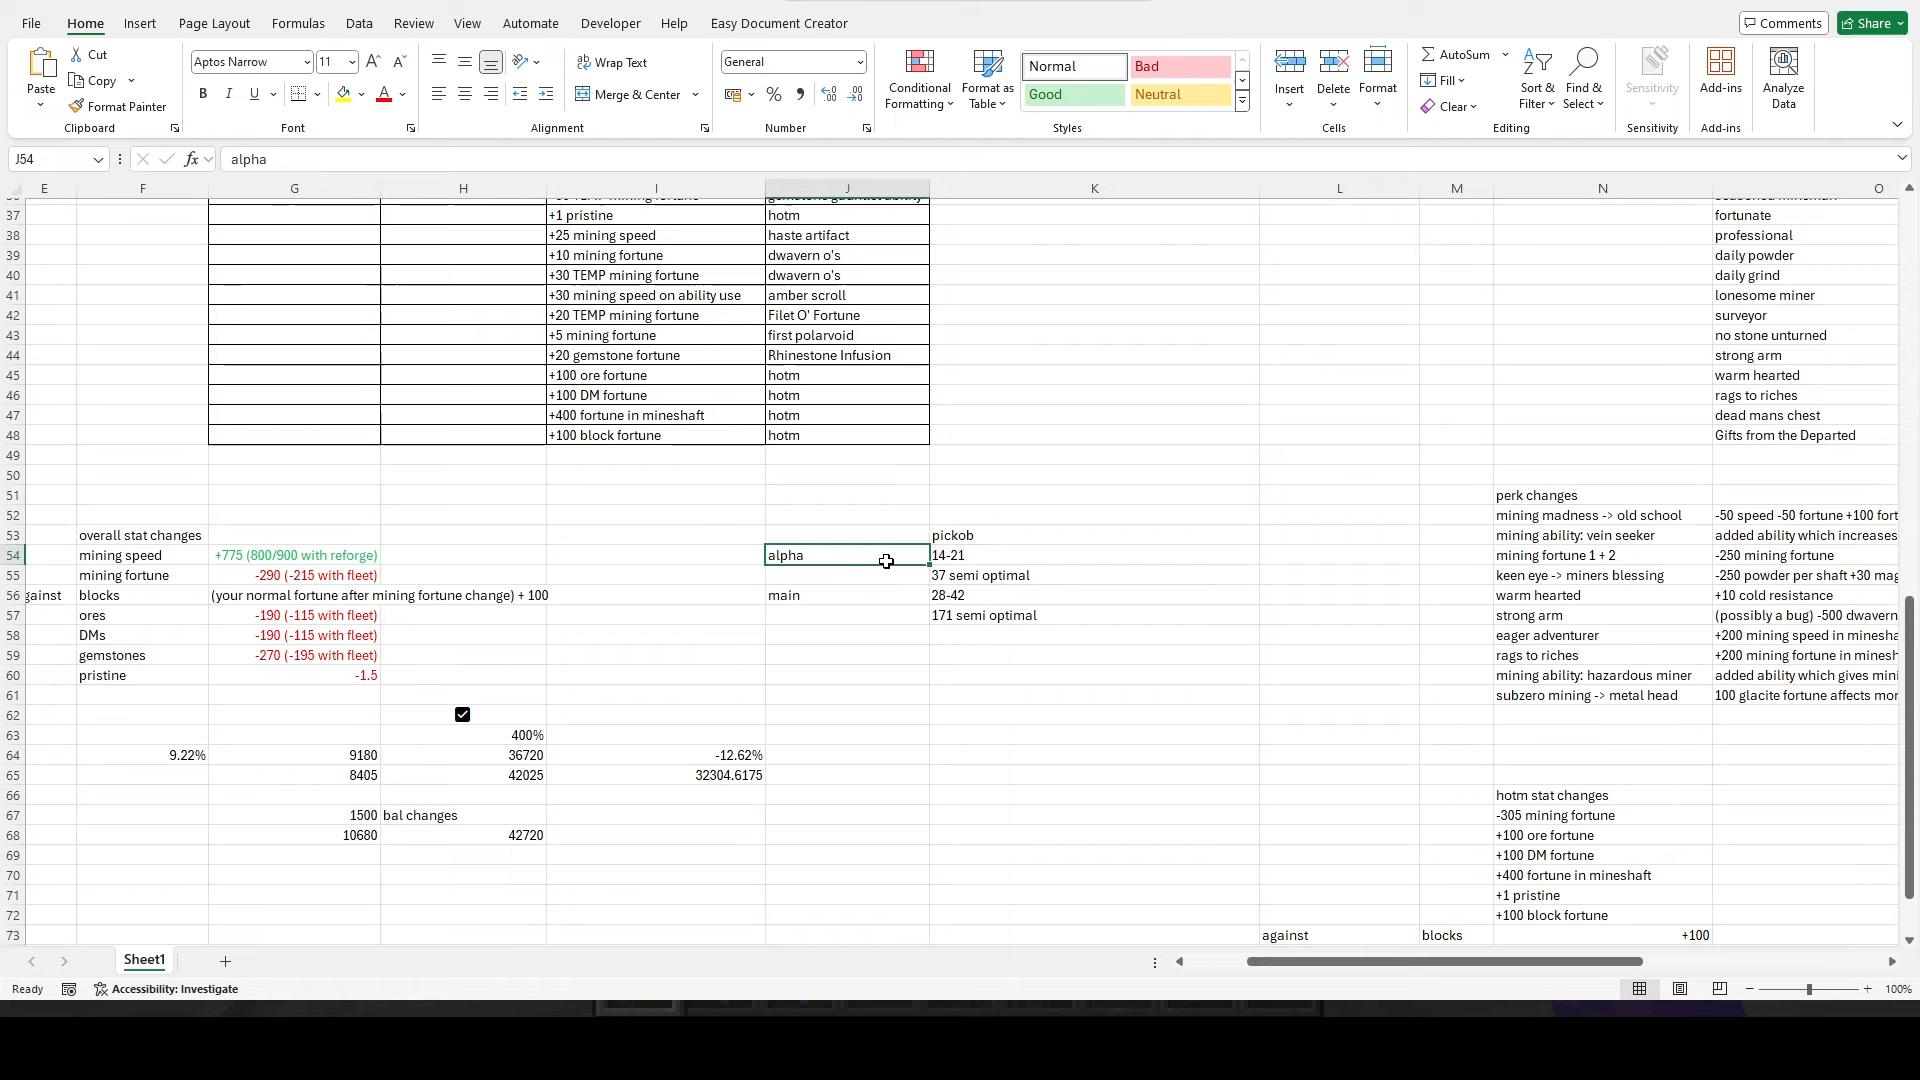 File Home Insert Page Layout Formulas Data Review View Automate Developer Help Easy Document Creator Comments Share
Paste Cut Copy Format Painter
Clipboard
Aptos Narrow 11
B I U
Font
Wrap Text
Merge & Center
Alignment
General
Number
Conditional Formatting Format as Table
Normal Bad
Good Neutral
Styles
Insert Delete Format
Cells
AutoSum
Fill
Clear
Sort & Filter Find & Select
Editing
Sensitivity
Sensitivity
Add-ins
Add-ins
Analyze Data
J54 fx alpha
E F G H I J K L M N O
37 +1 pristine hotm fortunate
38 +25 mining speed haste artifact professional
39 +10 mining fortune dwavern o's daily powder
40 +30 TEMP mining fortune dwavern o's daily grind
41 +30 mining speed on ability use amber scroll lonesome miner
42 +20 TEMP mining fortune Filet O' Fortune surveyor
43 +5 mining fortune first polarvoid no stone unturned
44 +20 gemstone fortune Rhinestone Infusion strong arm
45 +100 ore fortune hotm warm hearted
46 +100 DM fortune hotm rags to riches
47 +400 fortune in mineshaft hotm dead mans chest
48 +100 block fortune hotm Gifts from the Departed
49
50
51 perk changes
52 mining madness -> old school -50 speed -50 fortune +100 fort
53 overall stat changes pickob mining ability: vein seeker added ability which increases
54 mining speed +775 (800/900 with reforge) alpha 14-21 mining fortune 1 + 2 -250 mining fortune
55 mining fortune -290 (-215 with fleet) 37 semi optimal keen eye -> miners blessing -250 powder per shaft +30 mag
56 gainst blocks (your normal fortune after mining fortune change) + 100 main 28-42 warm hearted +10 cold resistance
57 ores -190 (-115 with fleet) 171 semi optimal strong arm (possibly a bug) -500 dwavern
58 DMs -190 (-115 with fleet) eager adventurer +200 mining speed in minesha
59 gemstones -270 (-195 with fleet) rags to riches +200 mining fortune in minesh
60 pristine -1.5 mining ability: hazardous miner added ability which gives mini
61 subzero mining -> metal head 100 glacite fortune affects mor
62
63 400%
64 9.22% 9180 36720 -12.62%
65 8405 42025 32304.6175
66 hotm stat changes
67 1500 bal changes -305 mining fortune
68 10680 42720 +100 ore fortune
69 +100 DM fortune
70 +400 fortune in mineshaft
71 +1 pristine
72 +100 block fortune
73 against blocks +100
Sheet1
Ready Accessibility: Investigate 100%